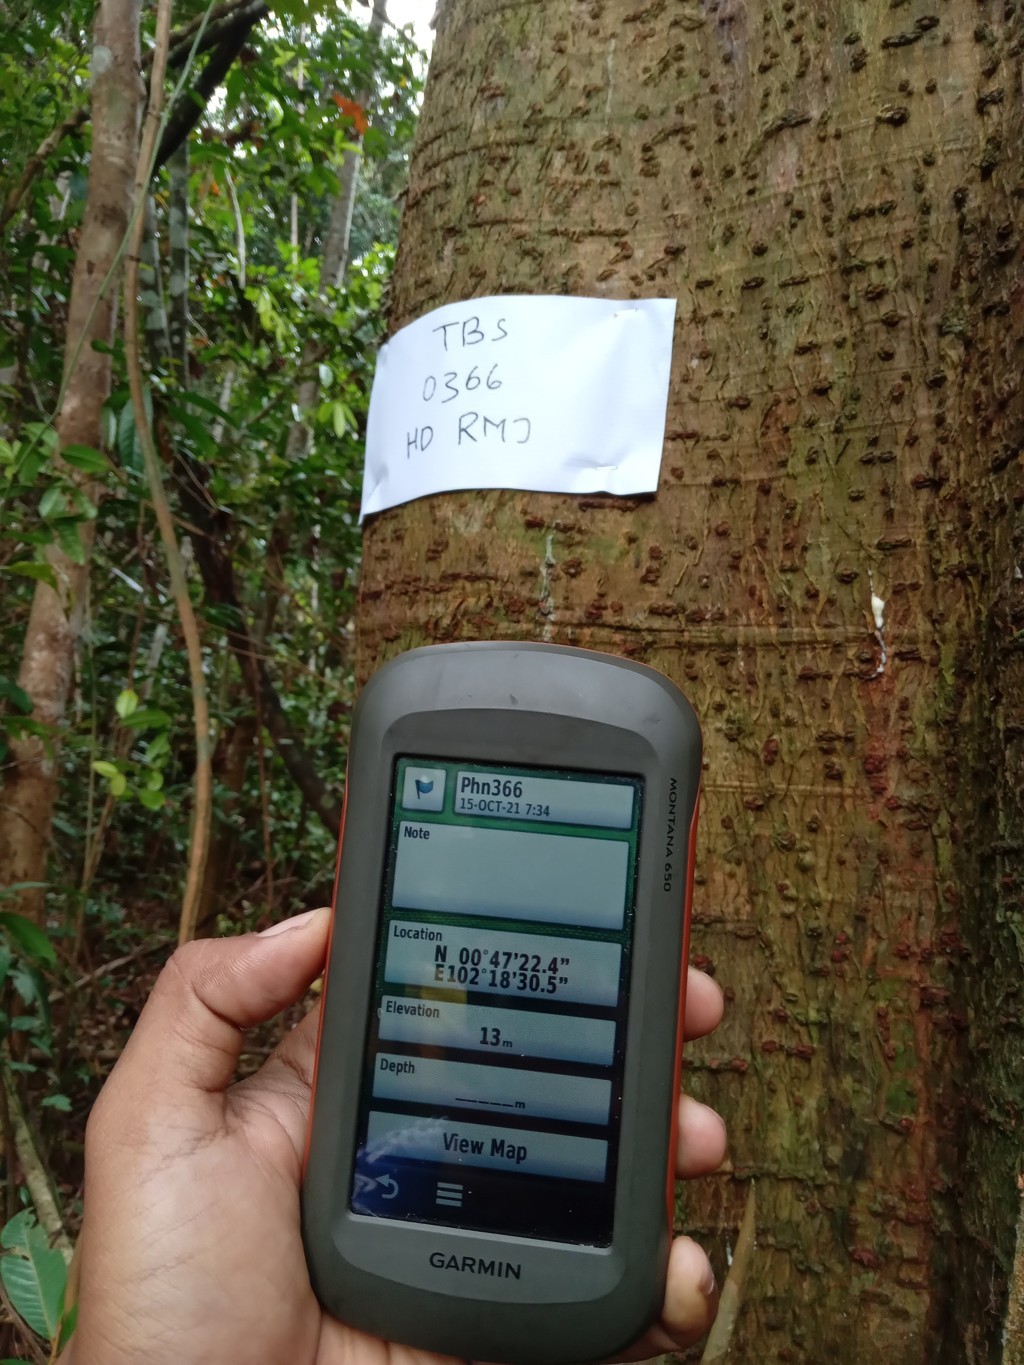 TBS
0366
HD RMJ
MONTANA 650
Phn366
15-OCT-21 7:34
Note
Location
N 00°47'22.4"
E102°18'30.5"
Elevation
13m
Depth
_____m
View Map
GARMIN